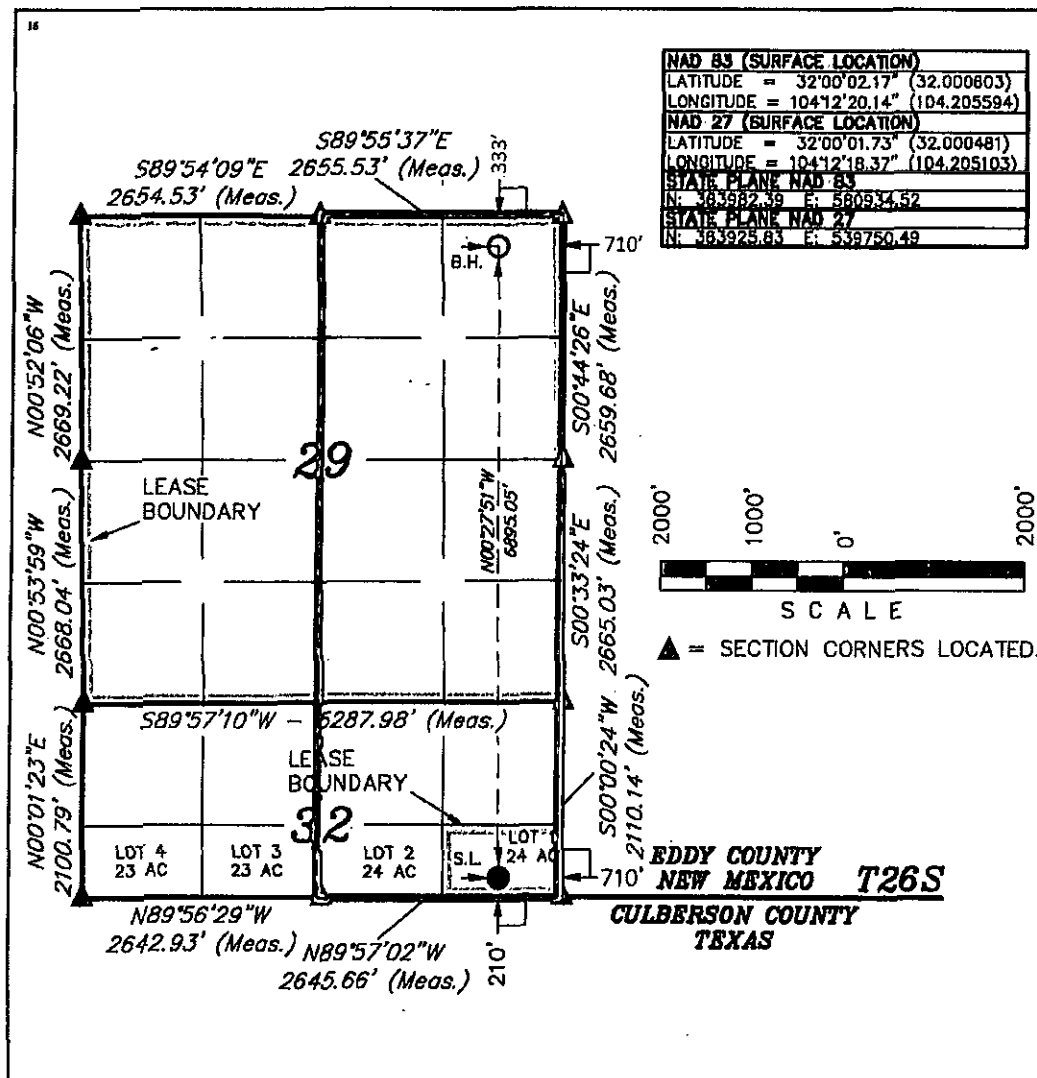 16
NAD 83 (SURFACE LOCATION)
LATITUDE = 32°00'02.17" (32.000603)
LONGITUDE = 104°12'20.14" (104.205594)
NAD 27 (SURFACE LOCATION)
LATITUDE = 32°00'01.73" (32.000481)
LONGITUDE = 104°12'18.37" (104.205103)
STATE PLANE NAD 83
N: 383982.39 E: 580934.52
STATE PLANE NAD 27
N: 383925.83 E: 539750.49
S89°54'09"E
2654.53' (Meas.)
S89°55'37"E
2655.53' (Meas.)
333'
710'
B.H.
N00°52'06"W
2669.22' (Meas.)
S00°44'26"E
2659.68' (Meas.)
29
LEASE
BOUNDARY
N00°27'51"W
6895.05'
N00°53'59"W
2668.04' (Meas.)
S00°33'24"E
2665.03' (Meas.)
2000'
1000'
0'
2000'
SCALE
▲ = SECTION CORNERS LOCATED.
S89°57'10"W - 5287.98' (Meas.)
LEASE
BOUNDARY
N00°01'23"E
2100.79' (Meas.)
S00°00'24"W
2110.14' (Meas.)
32
LOT 4
23 AC
LOT 3
23 AC
LOT 2
24 AC
LOT 1
24 AC
S.L.
710'
EDDY COUNTY
NEW MEXICO
T26S
CULBERSON COUNTY
TEXAS
N89°56'29"W
2642.93' (Meas.)
N89°57'02"W
2645.66' (Meas.)
210'